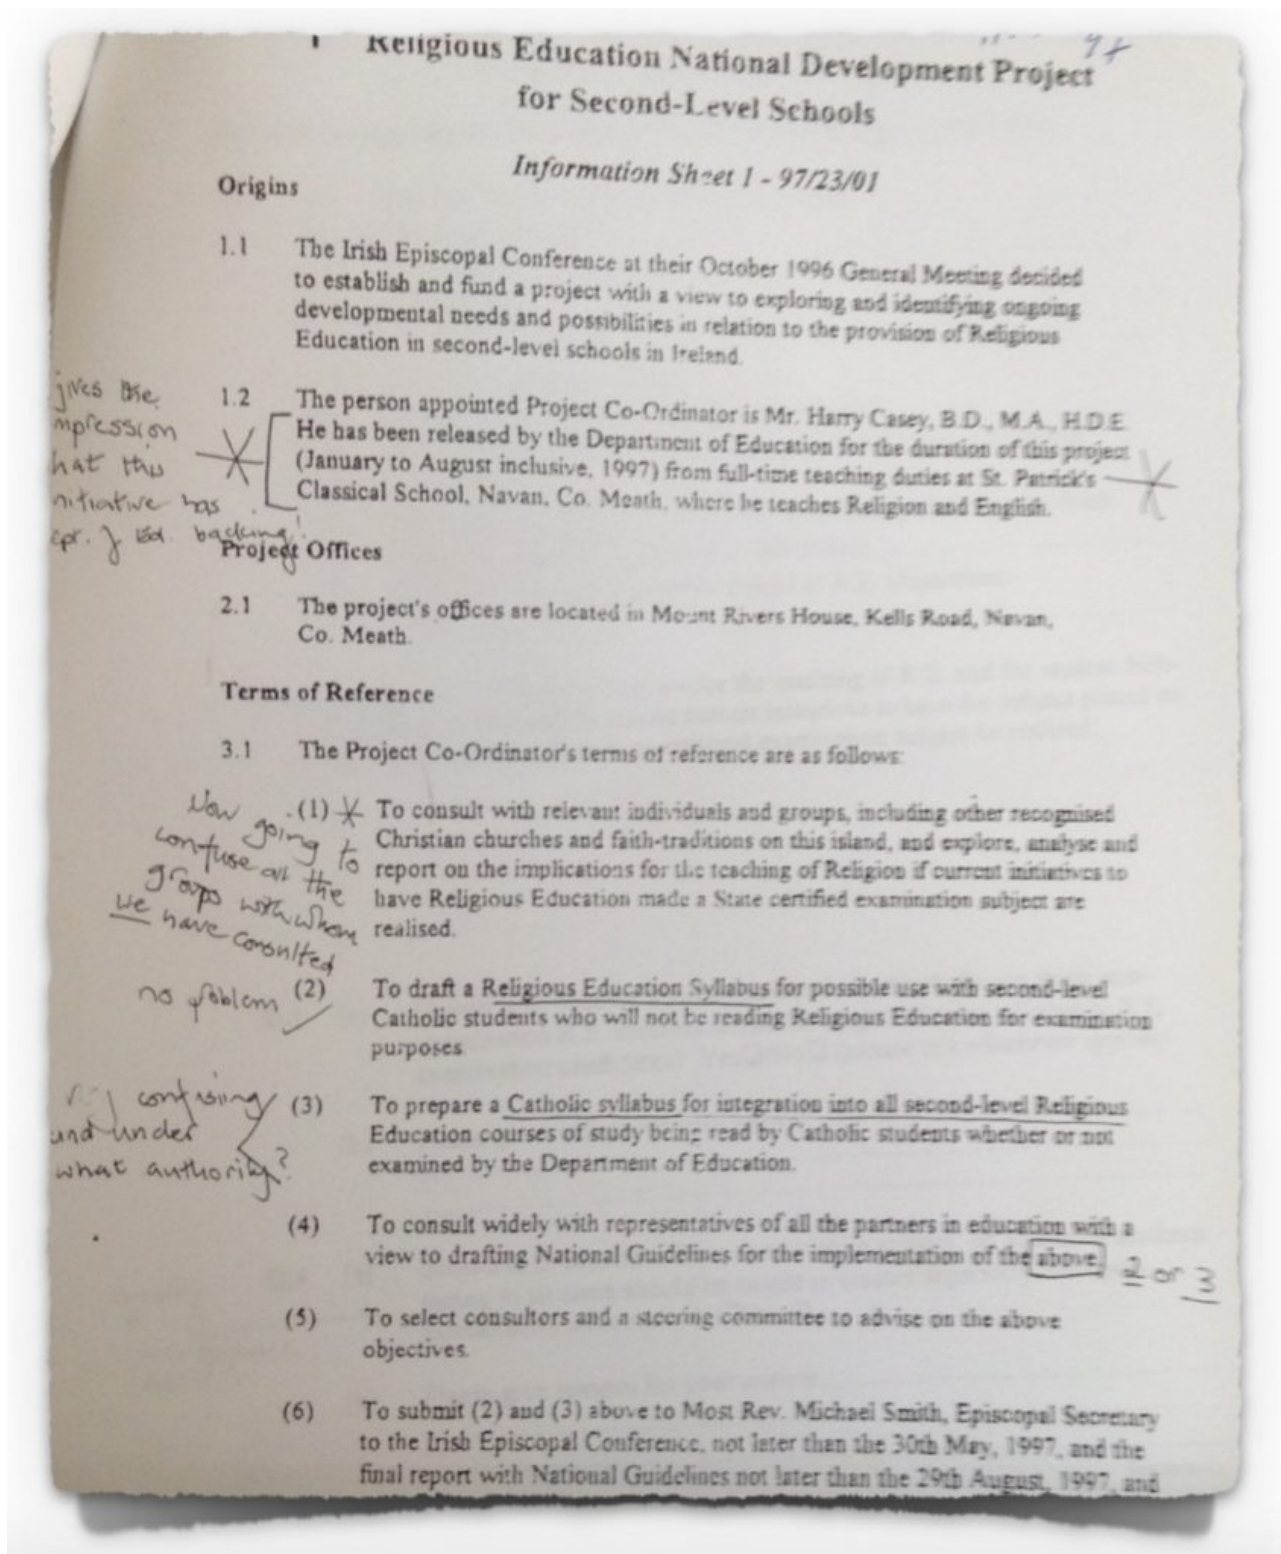 Religious Education National Development Project
for Second-Level Schools
Information Sheet 1 - 97/23/01
Origins
1.1 The Irish Episcopal Conference at their October 1996 General Meeting decided
to establish and fund a project with a view to exploring and identifying ongoing
developmental needs and possibilities in relation to the provision of Religious
Education in second-level schools in Ireland.
gives the
mpression
hat this
nitiative has
backing!
1.2 The person appointed Project Co-Ordinator is Mr. Harry Casey, B.D., M.A., H.D.E.
He has been released by the Department of Education for the duration of this project
(January to August inclusive, 1997) from full-time teaching duties at St. Patrick's
Classical School, Navan, Co. Meath, where he teaches Religion and English.
Project Offices
2.1 The project's offices are located in Mount Rivers House, Kells Road, Navan,
Co. Meath.
Terms of Reference
3.1 The Project Co-Ordinator's terms of reference are as follows:
Now going to
confuse all the
groups with whom
we have consulted
(1) To consult with relevant individuals and groups, including other recognised
Christian churches and faith-traditions on this island, and explore, analyse and
report on the implications for the teaching of Religion if current initiatives to
have Religious Education made a State certified examination subject are
realised.
no problem
(2) To draft a Religious Education Syllabus for possible use with second-level
Catholic students who will not be reading Religious Education for examination
purposes.
confusing
and under
what authority?
(3) To prepare a Catholic syllabus for integration into all second-level Religious
Education courses of study being read by Catholic students whether or not
examined by the Department of Education.
(4) To consult widely with representatives of all the partners in education with a
view to drafting National Guidelines for the implementation of the above.
2 or 3
(5) To select consultors and a steering committee to advise on the above
objectives.
(6) To submit (2) and (3) above to Most Rev. Michael Smith, Episcopal Secretary
to the Irish Episcopal Conference, not later than the 30th May, 1997, and the
final report with National Guidelines not later than the 29th August, 1997, and